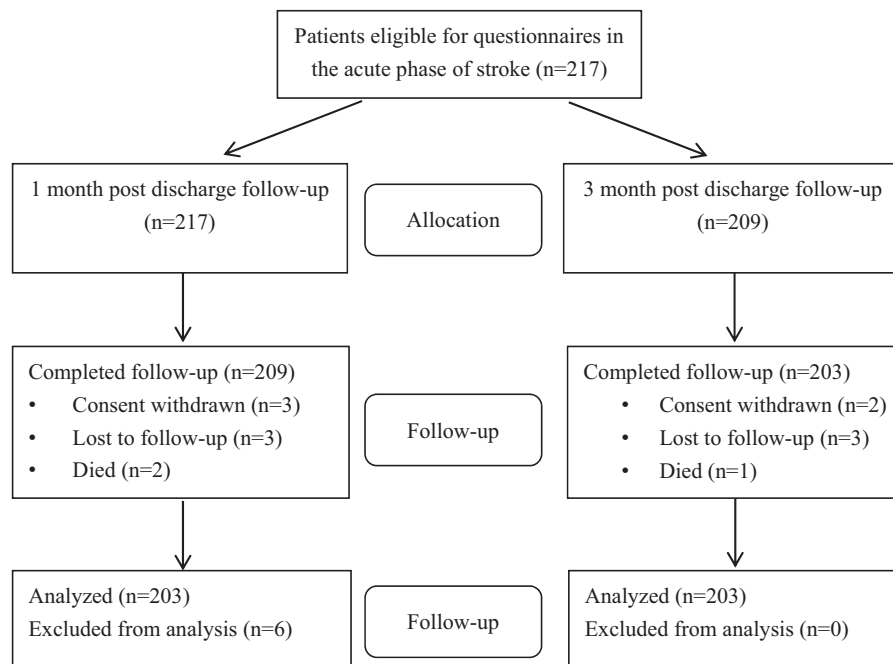 Patients eligible for questionnaires in
the acute phase of stroke (n=217)
1 month post discharge follow-up
(n=217)
Allocation
3 month post discharge follow-up
(n=209)
Completed follow-up (n=209)
• Consent withdrawn (n=3)
• Lost to follow-up (n=3)
• Died (n=2)
Follow-up
Completed follow-up (n=203)
• Consent withdrawn (n=2)
• Lost to follow-up (n=3)
• Died (n=1)
Analyzed (n=203)
Excluded from analysis (n=6)
Follow-up
Analyzed (n=203)
Excluded from analysis (n=0)